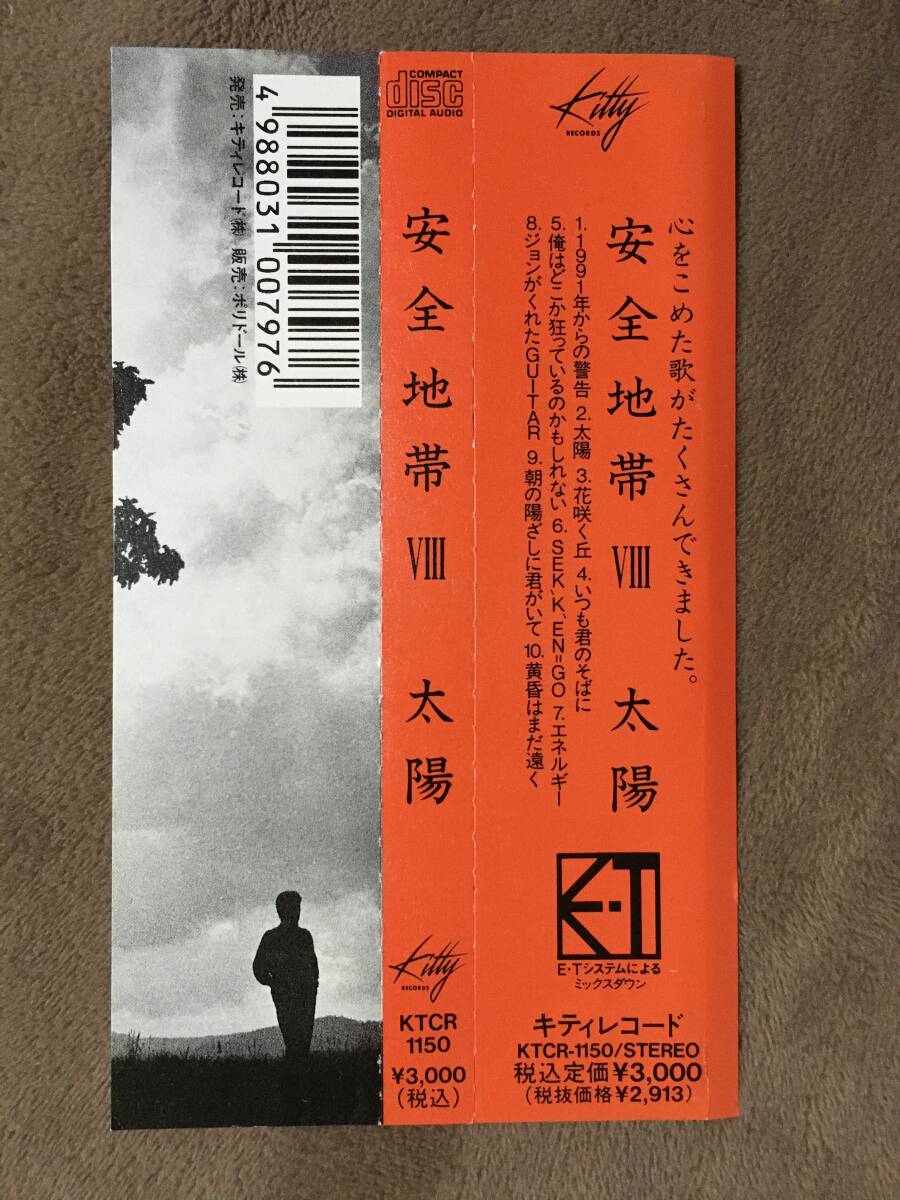 Kitty
RECORDS
心をこめた歌がたくさんできました。
安全地帯 Ⅷ 太陽
1. 1991年からの警告 2. 太陽 3. 花咲く丘 4. いつも君のそばに
5. 俺はどこか狂っているのかもしれない 6. SEK`K、EN=GO 7. エネルギー
8. ジョンがくれたGUITAR 9. 朝の陽ざしに君がいて 10. 黄昏はまだ遠く
K・T
E・Tシステムによる
ミックスダウン
キティレコード
KTCR-1150/STEREO
税込定価¥3,000
(税抜価格¥2,913)
COMPACT
disc
DIGITAL AUDIO
安全地帯 Ⅷ 太陽
Kitty
RECORDS
KTCR
1150
¥3,000
(税込)
4 988031 007976
発売:キティレコード㈱ 販売:ポリドール㈱